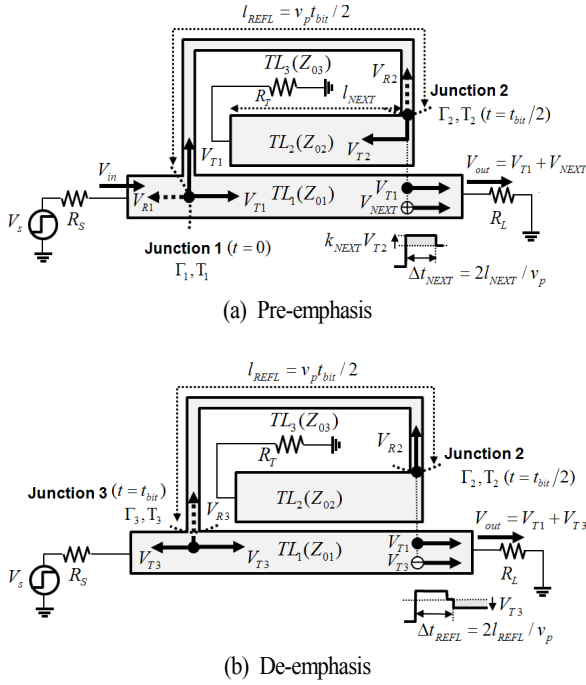 l_REFL = v_p t_bit / 2
TL_3(Z_03)
V_R2
Junction 2
R_T
l_NEXT
Γ_2, T_2 (t = t_bit/2)
TL_2(Z_02)
V_T1
V_T2
V_in
V_out = V_T1 + V_NEXT
V_T1
R_S
V_R1
V_T1
TL_1(Z_01)
V_NEXT
V_s
R_L
Junction 1 (t=0)
k_NEXT V_T2
Γ_1, T_1
Δt_NEXT = 2l_NEXT / v_p
(a) Pre-emphasis
l_REFL = v_p t_bit / 2
TL_3(Z_03)
V_R2
Junction 2
R_T
Γ_2, T_2 (t = t_bit/2)
Junction 3 (t = t_bit)
TL_2(Z_02)
Γ_3, T_3
V_R3
V_out = V_T1 + V_T3
R_S
V_T1
V_T3
V_T3
TL_1(Z_01)
V_T3
V_s
R_L
V_T3
Δt_REFL = 2l_REFL / v_p
(b) De-emphasis